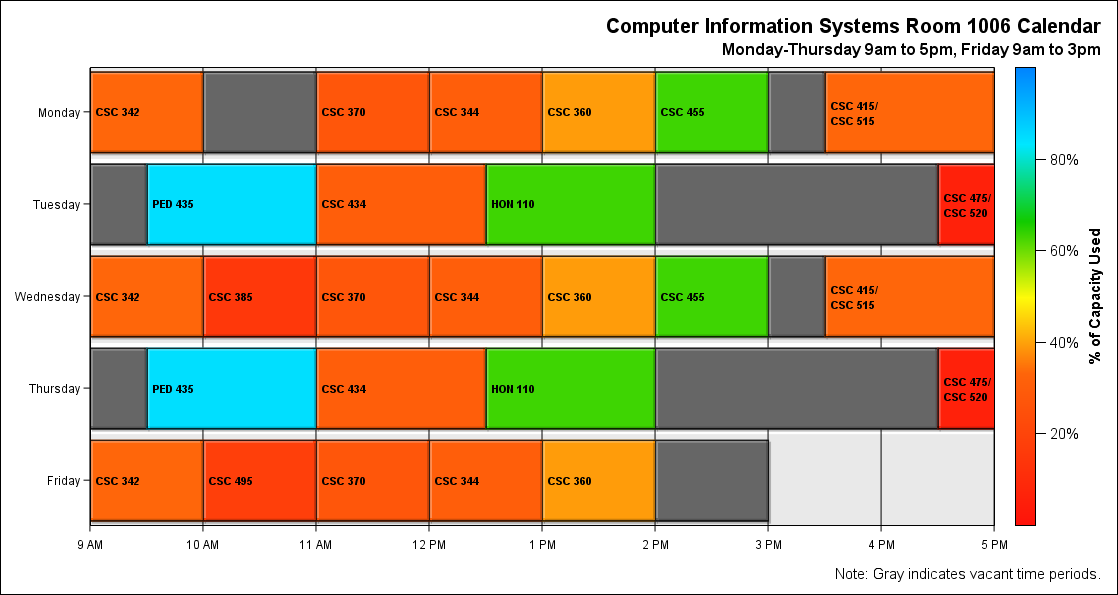 Computer Information Systems Room 1006 Calendar
Monday-Thursday 9am to 5pm, Friday 9am to 3pm
Monday
CSC 342
CSC 370
CSC 344
CSC 360
CSC 455
CSC 415/
CSC 515
Tuesday
PED 435
CSC 434
HON 110
CSC 475/
CSC 520
Wednesday
CSC 342
CSC 385
CSC 370
CSC 344
CSC 360
CSC 455
CSC 415/
CSC 515
Thursday
PED 435
CSC 434
HON 110
CSC 475/
CSC 520
Friday
CSC 342
CSC 495
CSC 370
CSC 344
CSC 360
9 AM
10 AM
11 AM
12 PM
1 PM
2 PM
3 PM
4 PM
5 PM
80%
60%
40%
20%
% of Capacity Used
Note: Gray indicates vacant time periods.